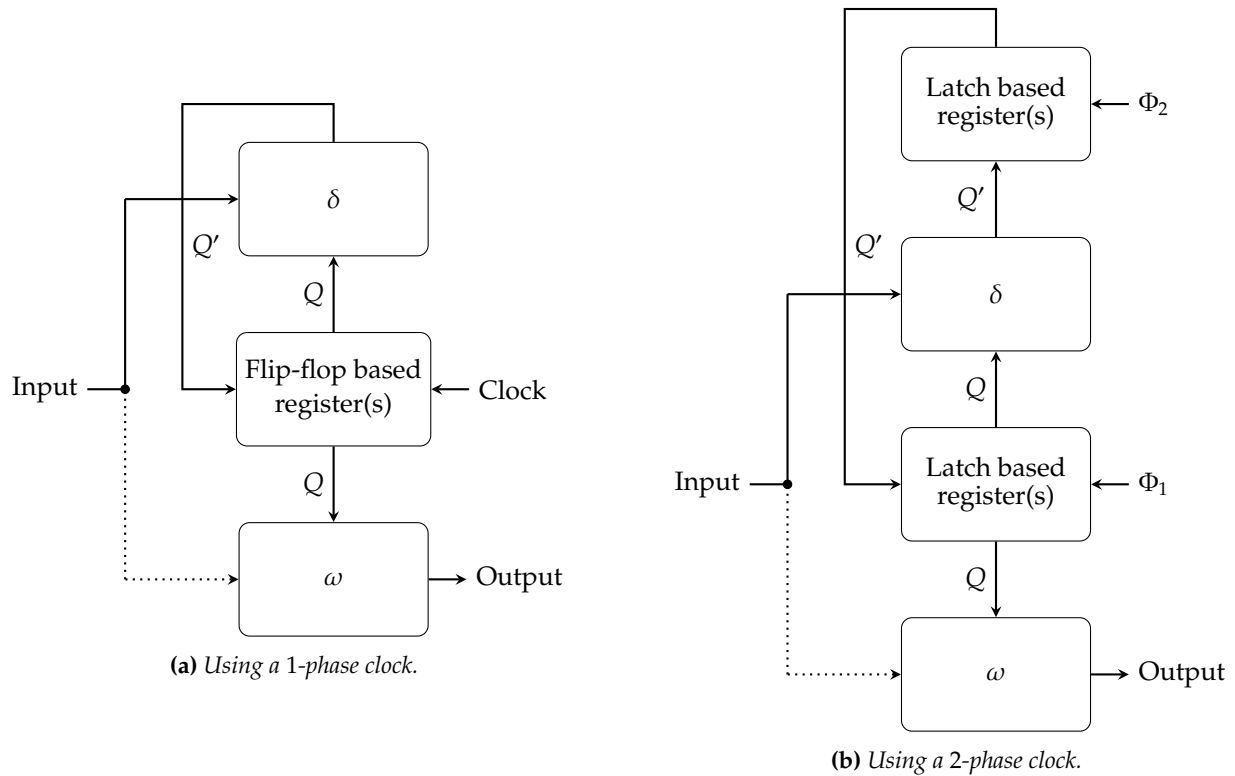 δ
Q′
Q
Flip-flop based
register(s)
Input
Clock
Q
ω
Output
(a) Using a 1-phase clock.
Latch based
register(s)
Φ₂
Q′
Q′
δ
Q
Latch based
register(s)
Input
Φ₁
Q
ω
Output
(b) Using a 2-phase clock.